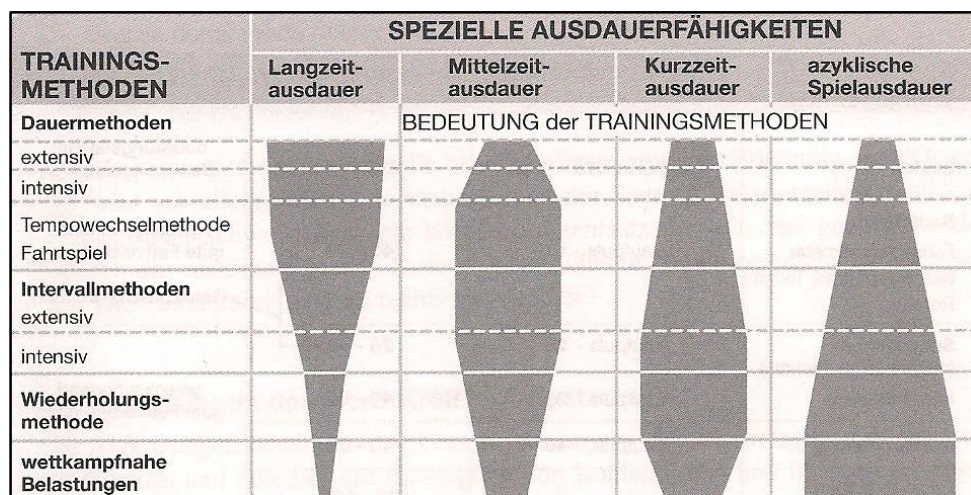 SPEZIELLE AUSDAUERFÄHIGKEITEN
TRAININGS-
METHODEN
Langzeit-
ausdauer
Mittelzeit-
ausdauer
Kurzzeit-
ausdauer
azyklische
Spielausdauer
Dauermethoden
BEDEUTUNG der TRAININGSMETHODEN
extensiv
intensiv
Tempowechselmethode
Fahrtspiel
Intervallmethoden
extensiv
intensiv
Wiederholungs-
methode
wettkampfnahe
Belastungen